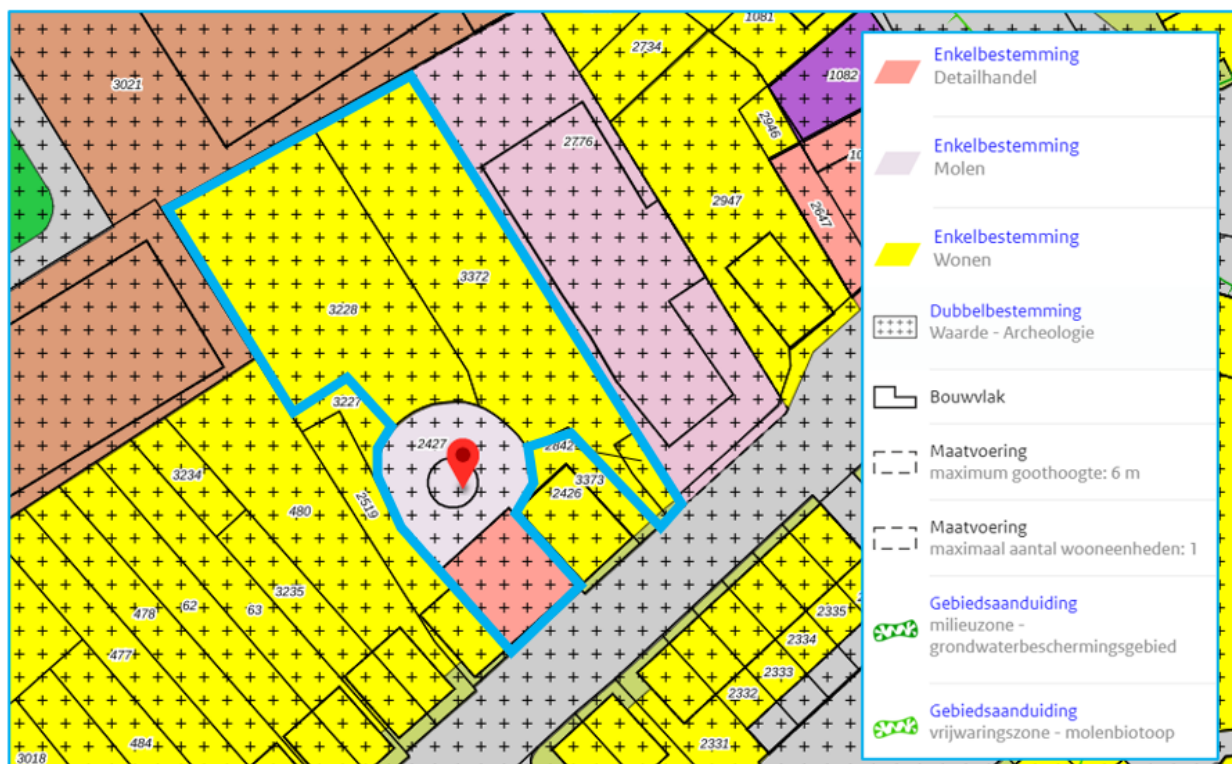 1081
2734
3021
1082
2946
2776
10
2947
2647
3372
3228
3227
2427
2842
3234
3373
2426
480
2519
3235
478
62
63
2335
2334
477
2333
2332
484
2331
3018
Enkelbestemming
Detailhandel
Enkelbestemming
Molen
Enkelbestemming
Wonen
Dubbelbestemming
Waarde - Archeologie
Bouwvlak
Maatvoering
maximum goothoogte: 6 m
Maatvoering
maximaal aantal wooneenheden: 1
Gebiedsaanduiding
milieuzone -
grondwaterbeschermingsgebied
Gebiedsaanduiding
vrijwaringszone - molenbiotoop